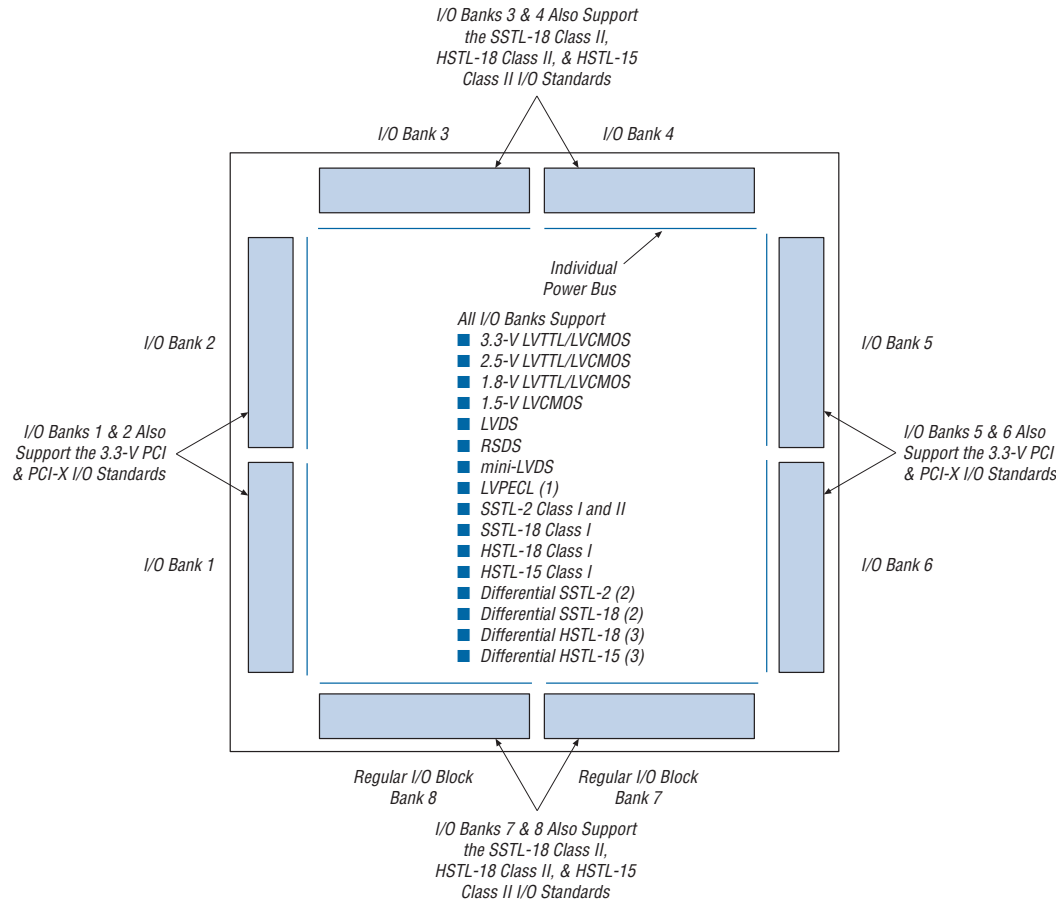 I/O Banks 3 & 4 Also Support
the SSTL-18 Class II,
HSTL-18 Class II, & HSTL-15
Class II I/O Standards
I/O Bank 3
I/O Bank 4
Individual
Power Bus
I/O Bank 2
I/O Bank 5
All I/O Banks Support
3.3-V LVTTL/LVCMOS
2.5-V LVTTL/LVCMOS
1.8-V LVTTL/LVCMOS
1.5-V LVCMOS
LVDS
RSDS
mini-LVDS
LVPECL (1)
SSTL-2 Class I and II
SSTL-18 Class I
HSTL-18 Class I
HSTL-15 Class I
Differential SSTL-2 (2)
Differential SSTL-18 (2)
Differential HSTL-18 (3)
Differential HSTL-15 (3)
I/O Banks 1 & 2 Also
Support the 3.3-V PCI
& PCI-X I/O Standards
I/O Banks 5 & 6 Also
Support the 3.3-V PCI
& PCI-X I/O Standards
I/O Bank 1
I/O Bank 6
Regular I/O Block
Bank 8
Regular I/O Block
Bank 7
I/O Banks 7 & 8 Also Support
the SSTL-18 Class II,
HSTL-18 Class II, & HSTL-15
Class II I/O Standards